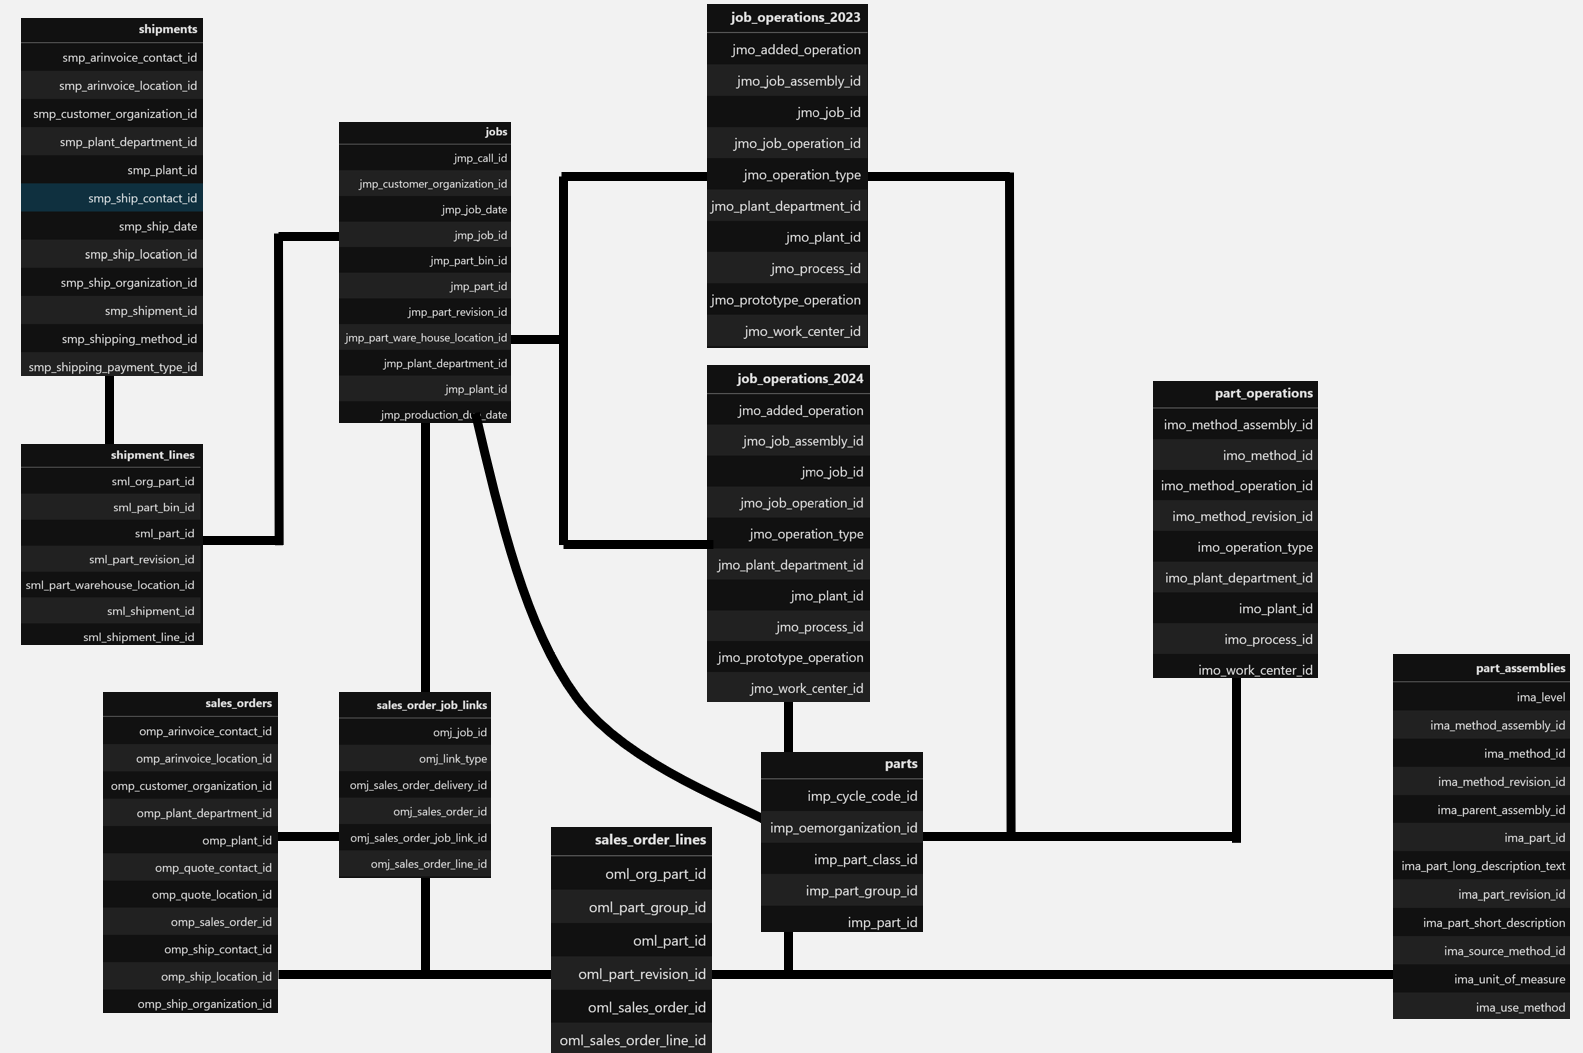 shipments
smp_arinvoice_contact_id
smp_arinvoice_location_id
smp_customer_organization_id
smp_plant_department_id
smp_plant_id
smp_ship_contact_id
smp_ship_date
smp_ship_location_id
smp_ship_organization_id
smp_shipment_id
smp_shipping_method_id
smp_shipping_payment_type_id
shipment_lines
sml_org_part_id
sml_part_bin_id
sml_part_id
sml_part_revision_id
sml_part_warehouse_location_id
sml_shipment_id
sml_shipment_line_id
jobs
jmp_call_id
jmp_customer_organization_id
jmp_job_date
jmp_job_id
jmp_part_bin_id
jmp_part_id
jmp_part_revision_id
jmp_part_ware_house_location_id
jmp_plant_department_id
jmp_plant_id
jmp_production_due_date
job_operations_2023
jmo_added_operation
jmo_job_assembly_id
jmo_job_id
jmo_job_operation_id
jmo_operation_type
jmo_plant_department_id
jmo_plant_id
jmo_process_id
jmo_prototype_operation
jmo_work_center_id
job_operations_2024
jmo_added_operation
jmo_job_assembly_id
jmo_job_id
jmo_job_operation_id
jmo_operation_type
jmo_plant_department_id
jmo_plant_id
jmo_process_id
jmo_prototype_operation
jmo_work_center_id
part_operations
imo_method_assembly_id
imo_method_id
imo_method_operation_id
imo_method_revision_id
imo_operation_type
imo_plant_department_id
imo_plant_id
imo_process_id
imo_work_center_id
part_assemblies
ima_level
ima_method_assembly_id
ima_method_id
ima_method_revision_id
ima_parent_assembly_id
ima_part_id
ima_part_long_description_text
ima_part_revision_id
ima_part_short_description
ima_source_method_id
ima_unit_of_measure
ima_use_method
sales_orders
omp_arinvoice_contact_id
omp_arinvoice_location_id
omp_customer_organization_id
omp_plant_department_id
omp_plant_id
omp_quote_contact_id
omp_quote_location_id
omp_sales_order_id
omp_ship_contact_id
omp_ship_location_id
omp_ship_organization_id
sales_order_job_links
omj_job_id
omj_link_type
omj_sales_order_delivery_id
omj_sales_order_id
omj_sales_order_job_link_id
omj_sales_order_line_id
sales_order_lines
oml_org_part_id
oml_part_group_id
oml_part_id
oml_part_revision_id
oml_sales_order_id
oml_sales_order_line_id
parts
imp_cycle_code_id
imp_oemorganization_id
imp_part_class_id
imp_part_group_id
imp_part_id